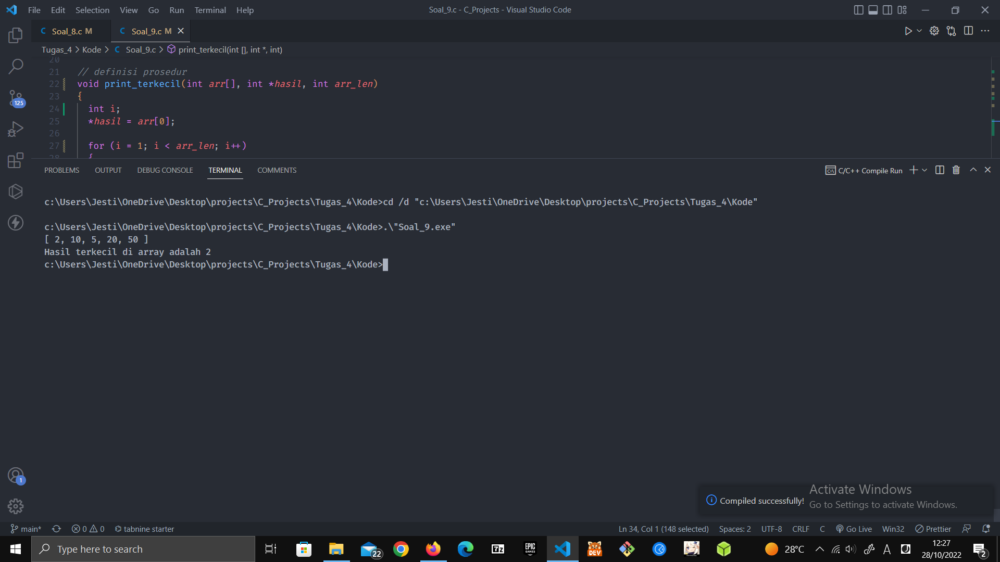 File Edit Selection View Go Run Terminal Help
Soal_9.c - C_Projects - Visual Studio Code
C Soal_8.c M
C Soal_9.c M
Tugas_4 > Kode > C Soal_9.c > print_terkecil(int [], int *, int)
20
21 // definisi prosedur
22 void print_terkecil(int arr[], int *hasil, int arr_len)
23 {
24 int i;
25 *hasil = arr[0];
26
27 for (i = 1; i < arr_len; i++)
28 {
125
PROBLEMS OUTPUT DEBUG CONSOLE TERMINAL COMMENTS
C/C++ Compile Run
c:\Users\Jesti\OneDrive\Desktop\projects\C_Projects\Tugas_4\Kode>cd /d "c:\Users\Jesti\OneDrive\Desktop\projects\C_Projects\Tugas_4\Kode"
c:\Users\Jesti\OneDrive\Desktop\projects\C_Projects\Tugas_4\Kode>.\"Soal_9.exe"
[ 2, 10, 5, 20, 50 ]
Hasil terkecil di array adalah 2
c:\Users\Jesti\OneDrive\Desktop\projects\C_Projects\Tugas_4\Kode>
1
Activate Windows
Compiled successfully!
Go to Settings to activate Windows.
main* 0 0 tabnine starter
Ln 34, Col 1 (148 selected) Spaces: 2 UTF-8 CRLF C Go Live Win32 Prettier
Type here to search
22
7z
EPIC GAMES
DEV
28°C
A
12:27
28/10/2022
2